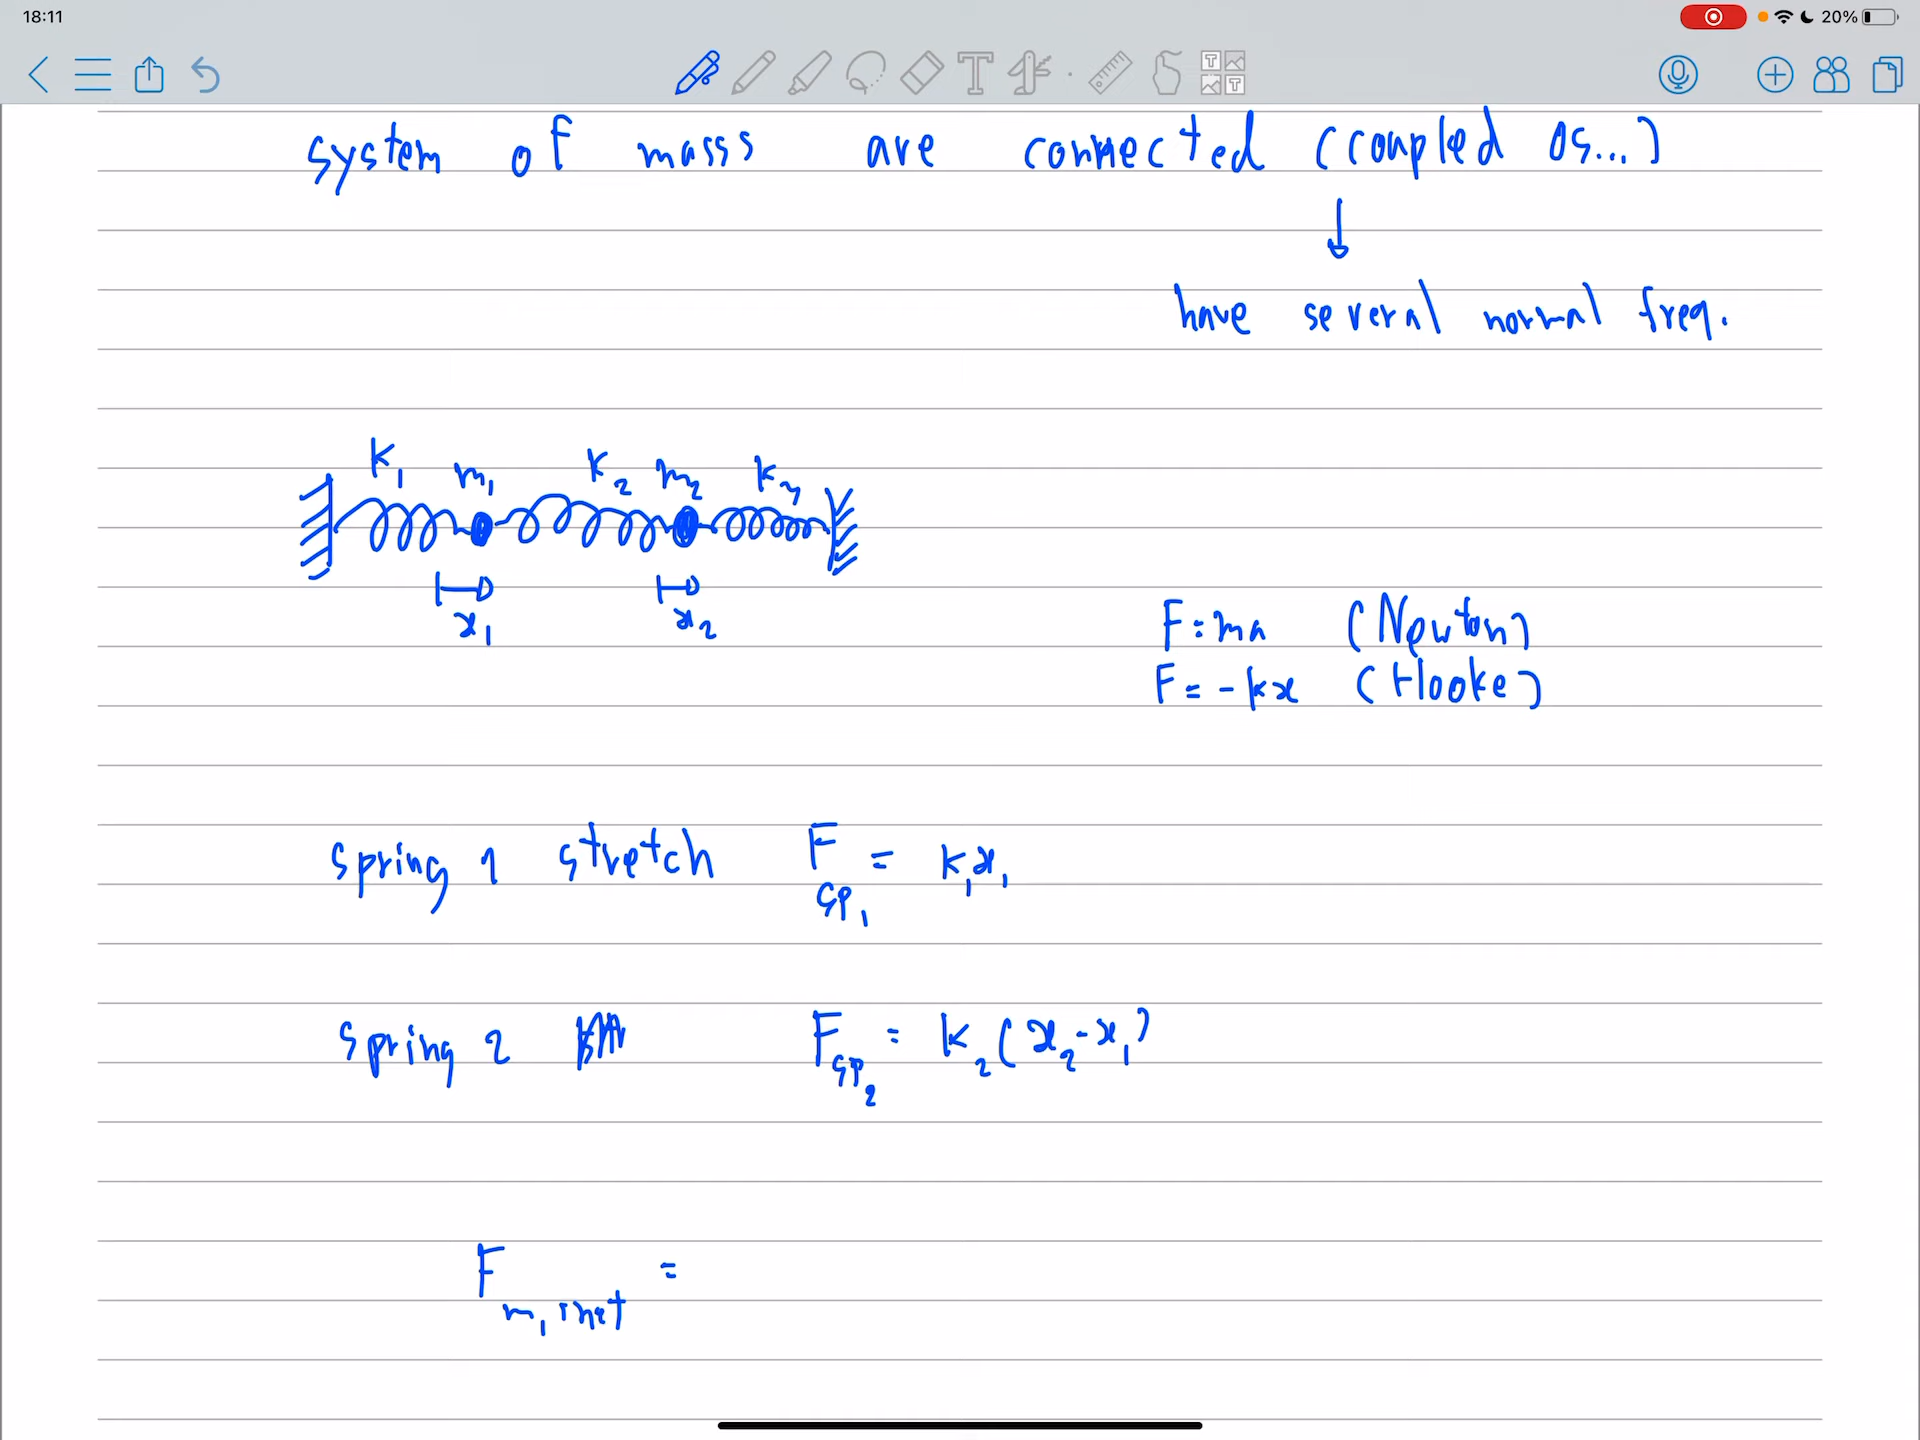 18:11
20%
system of masss are connected (coupled os...)
have several normal freq.
K₁ m₁ K₂ m₂ K₃
x₁ x₂
F=ma (Newton)
F=-kx (Hooke)
spring 1 stretch F sp₁ = K₁x₁
spring 2 F sp₂ = K₂(x₂-x₁)
F m₁,net =